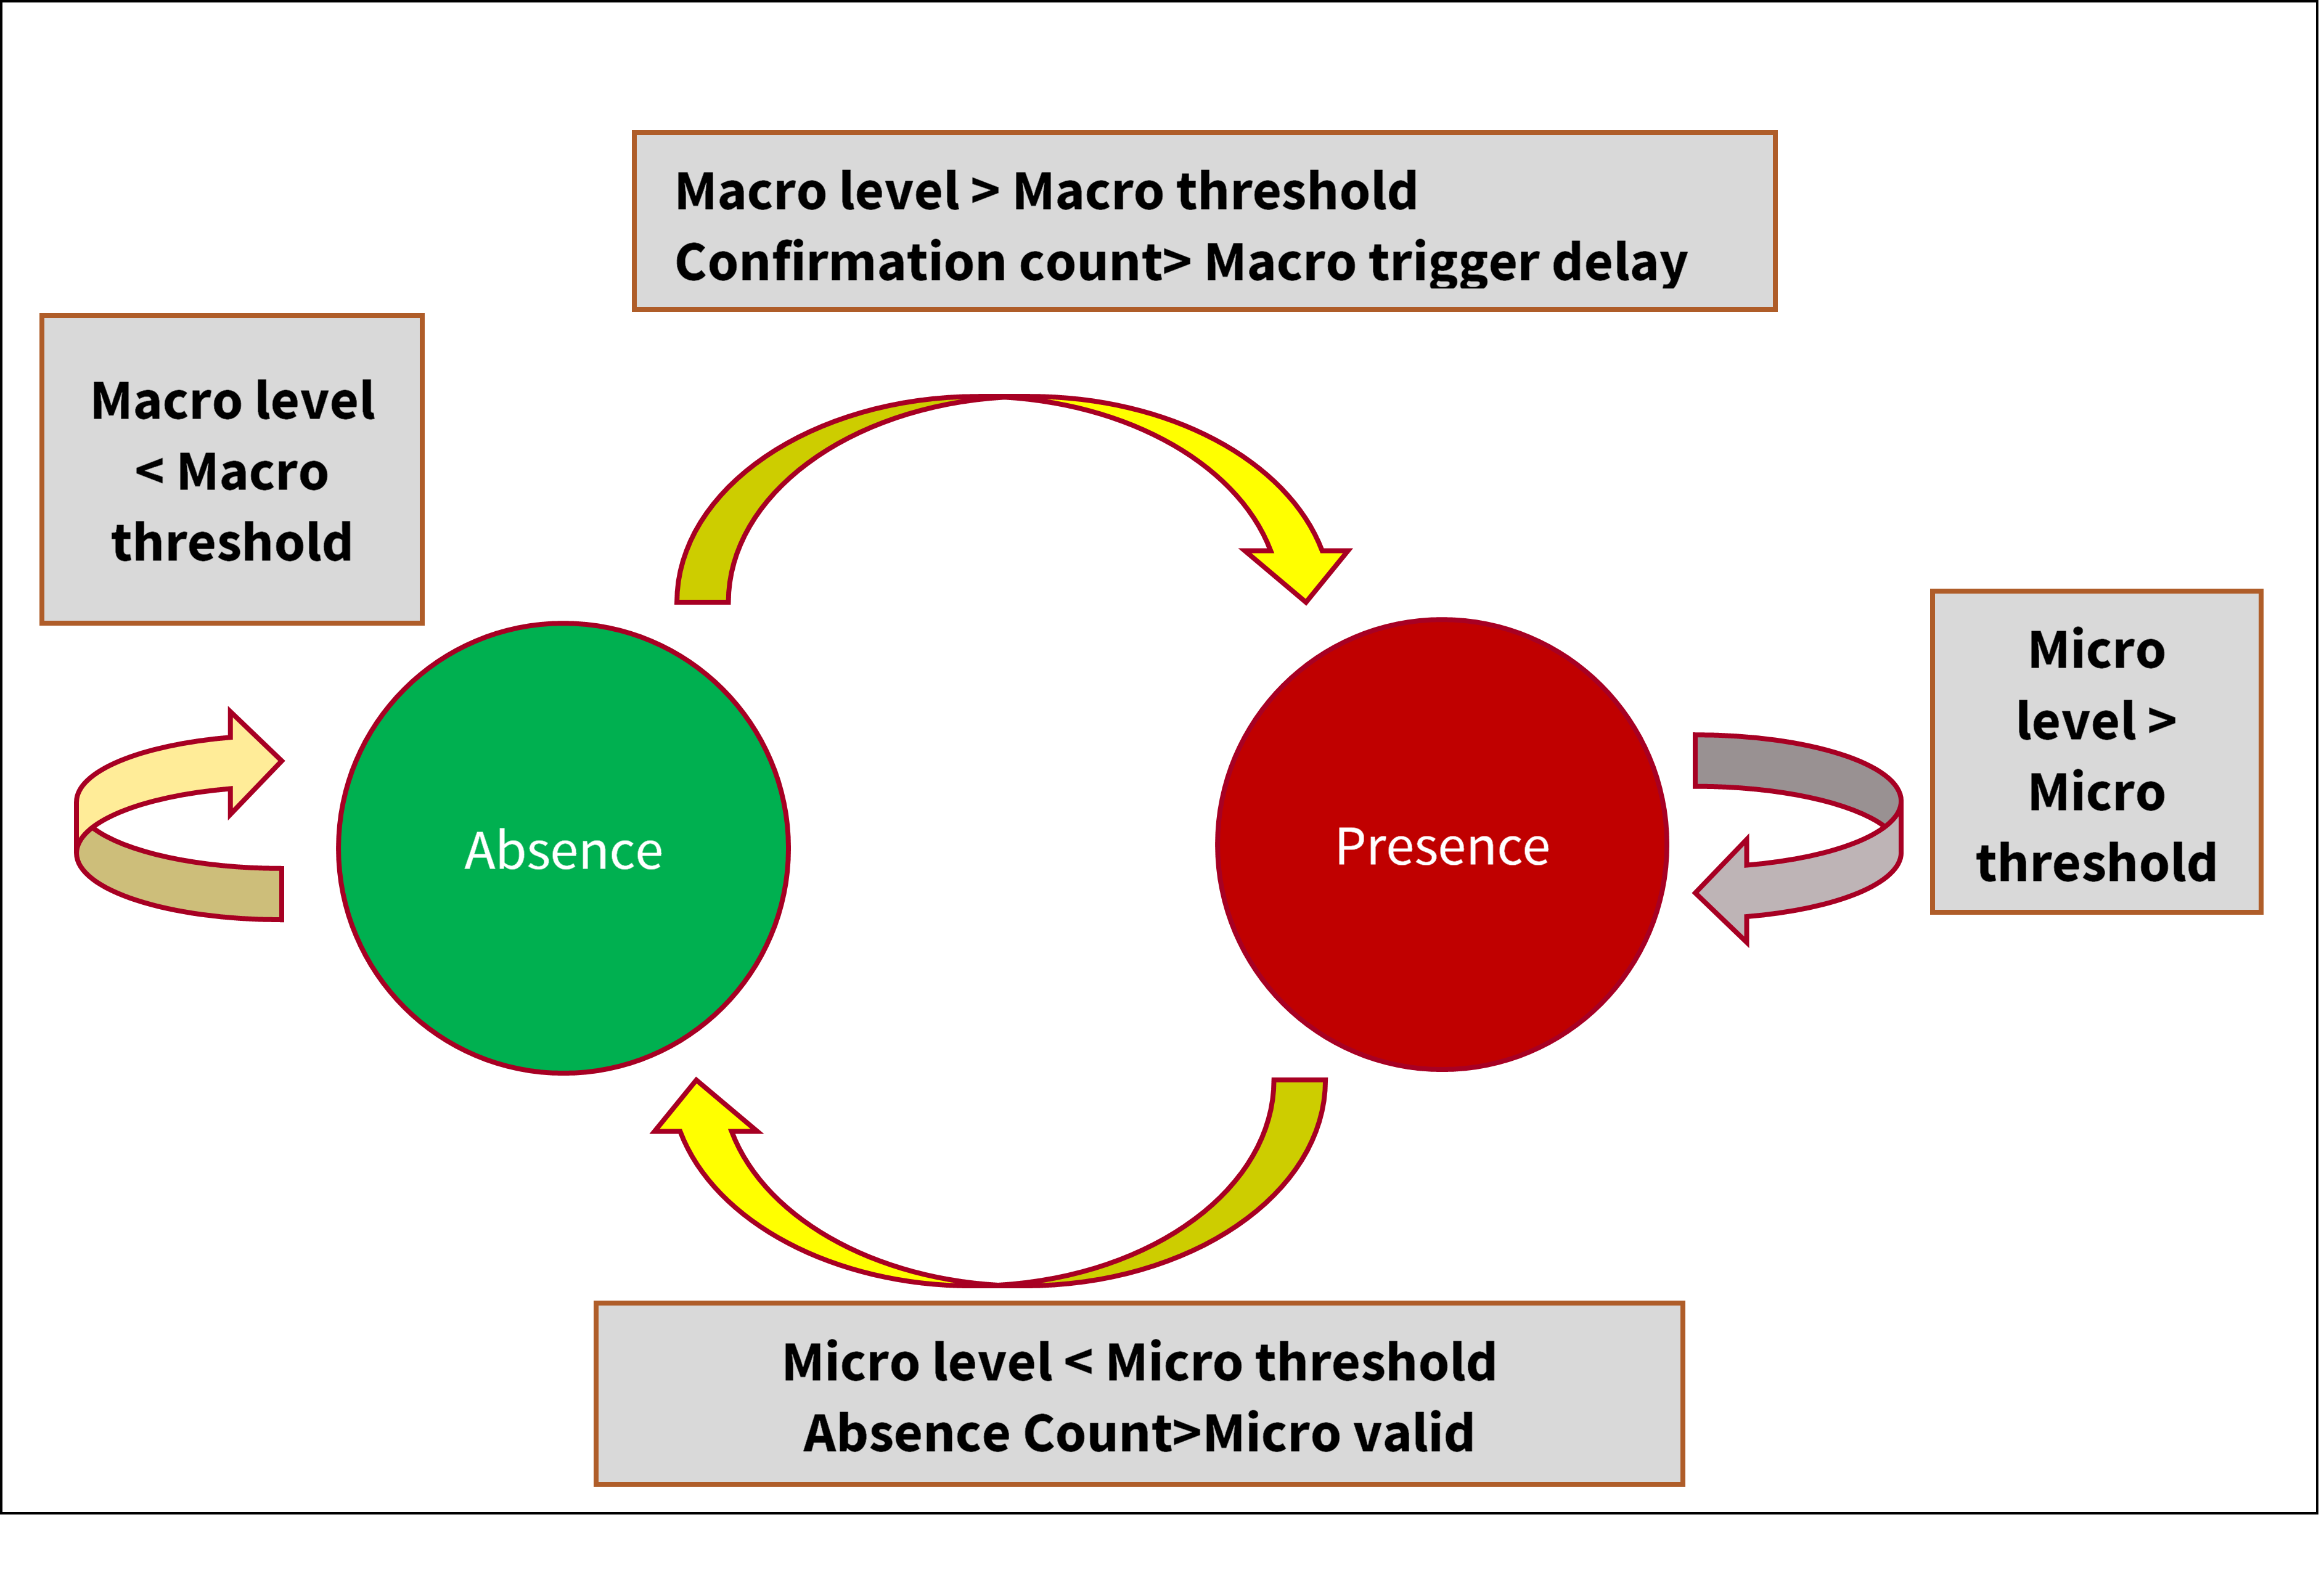 Macro level > Macro threshold
Confirmation count> Macro trigger delay
Macro level
< Macro
threshold
Micro
level >
Micro
threshold
Absence
Presence
Micro level < Micro threshold
Absence Count>Micro valid